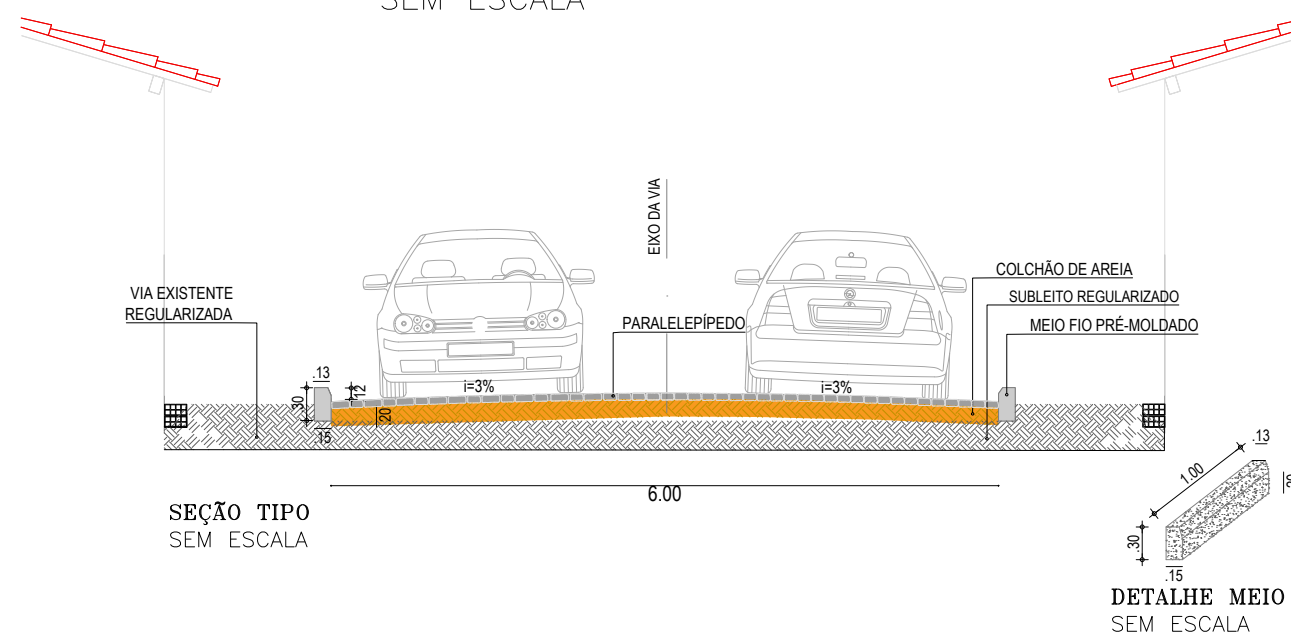 SEM ESCALA
EIXO DA VIA
COLCHÃO DE AREIA
VIA EXISTENTE
REGULARIZADA
SUBLEITO REGULARIZADO
PARALELEPÍPEDO
MEIO FIO PRÉ-MOLDADO
.13
.30
12
i=3%
i=3%
20
.15
6.00
SEÇÃO TIPO
SEM ESCALA
.13
1.00
.30
.15
DETALHE MEIO
SEM ESCALA